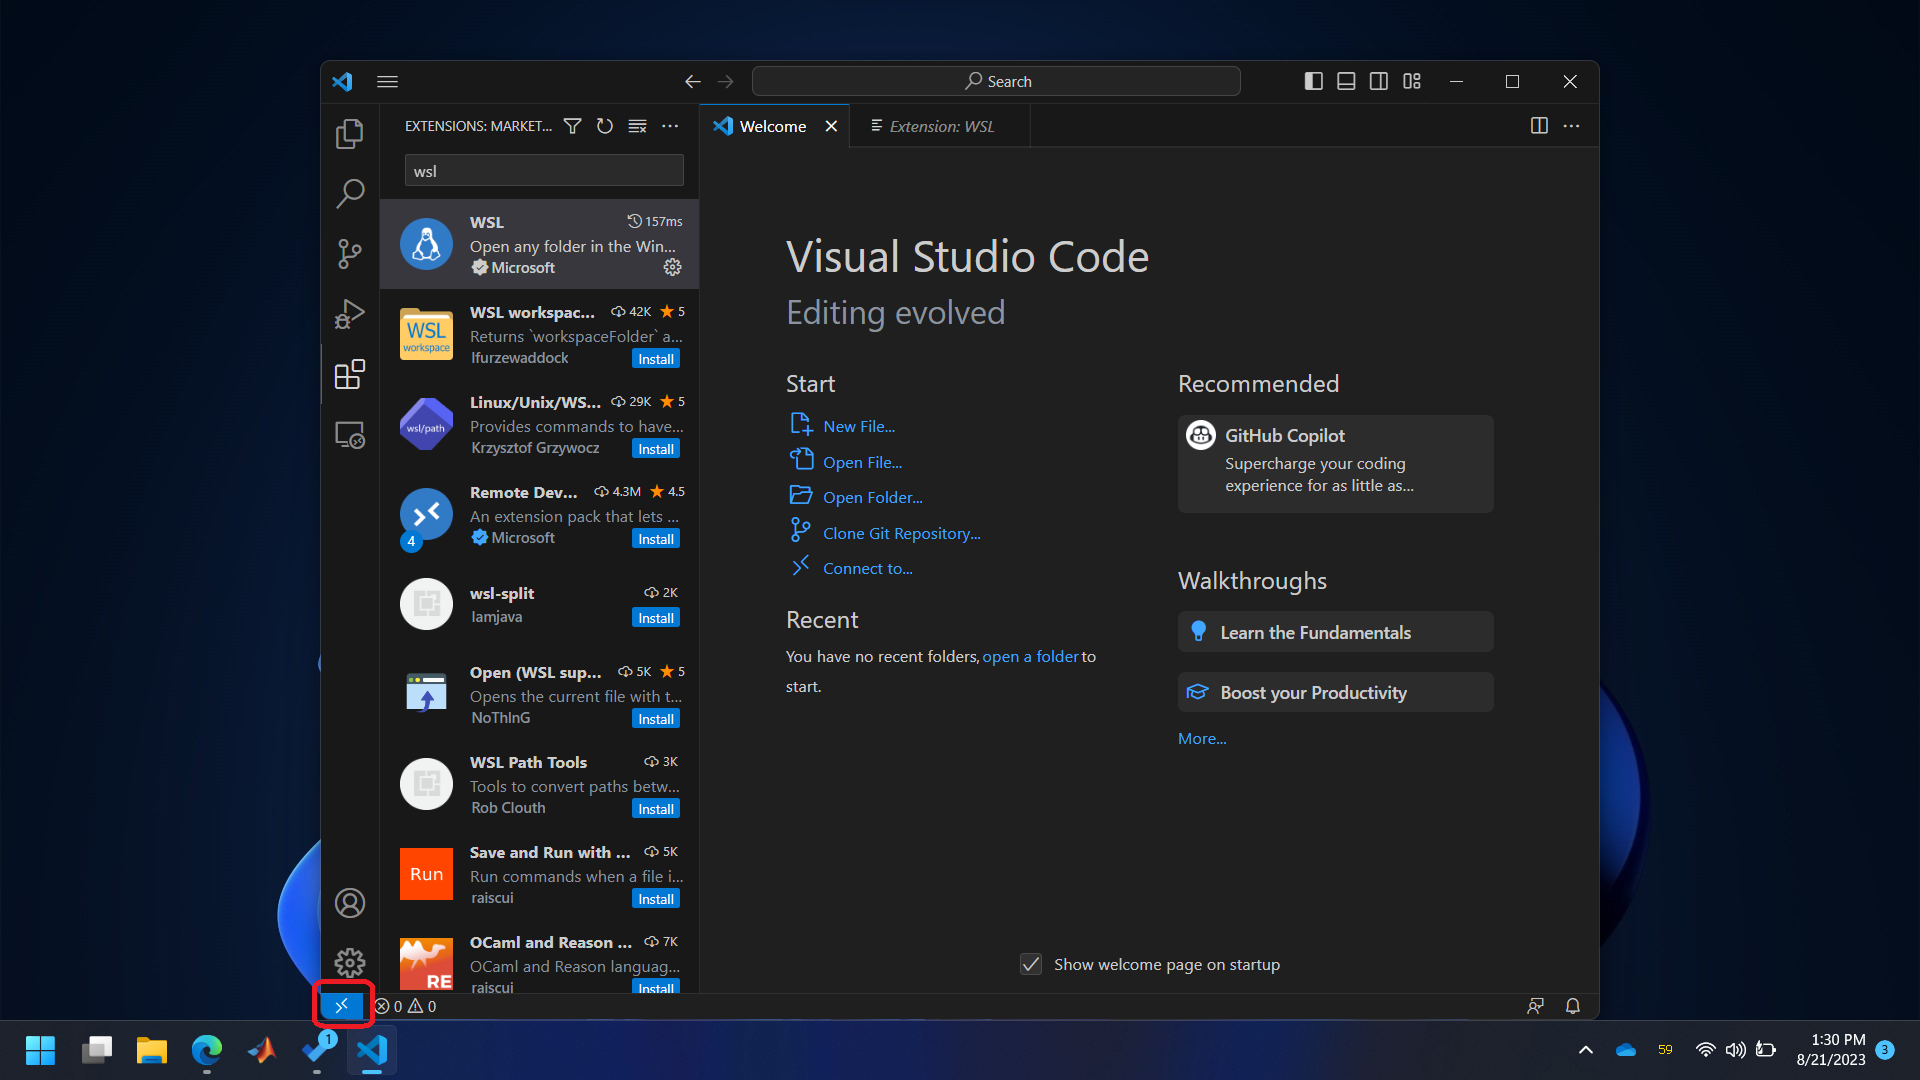 Search
EXTENSIONS: MARKET...
Welcome
Extension: WSL
wsl
WSL
157ms
Open any folder in the Win...
Microsoft
WSL
workspace
WSL workspac...
42K
5
Returns `workspaceFolder` a...
lfurzewaddock
Install
wsl/path
Linux/Unix/WS...
29K
5
Provides commands to have...
Krzysztof Grzywocz
Install
4
Remote Dev...
4.3M
4.5
An extension pack that lets ...
Microsoft
Install
wsl-split
2K
Iamjava
Install
Open (WSL sup...
5K
5
Opens the current file with t...
NoThInG
Install
WSL Path Tools
3K
Tools to convert paths betw...
Rob Clouth
Install
Run
Save and Run with ...
5K
Run commands when a file i...
raiscui
Install
RE
OCaml and Reason ...
7K
OCaml and Reason languag...
raiscui
Install
Visual Studio Code
Editing evolved
Start
New File...
Open File...
Open Folder...
Clone Git Repository...
Connect to...
Recent
You have no recent folders, open a folder to
start.
Recommended
GitHub Copilot
Supercharge your coding
experience for as little as...
Walkthroughs
Learn the Fundamentals
Boost your Productivity
More...
Show welcome page on startup
0
0
1
59
1:30 PM
8/21/2023
3